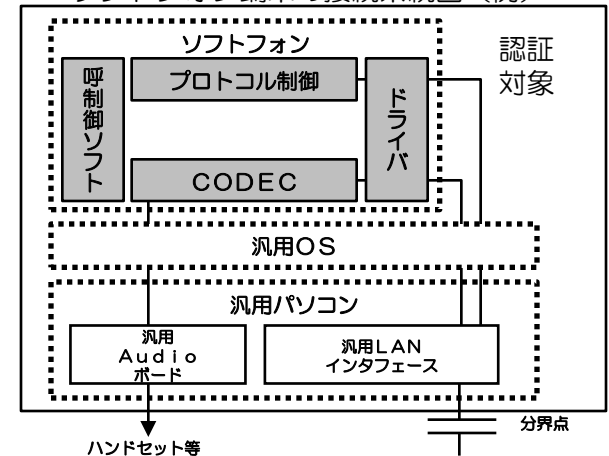 ソフトフォン
認証
対象
呼制御ソフト
プロトコル制御
ドライバ
CODEC
汎用OS
汎用パソコン
汎用
Audio
ボード
汎用LAN
インタフェース
分界点
ハンドセット等